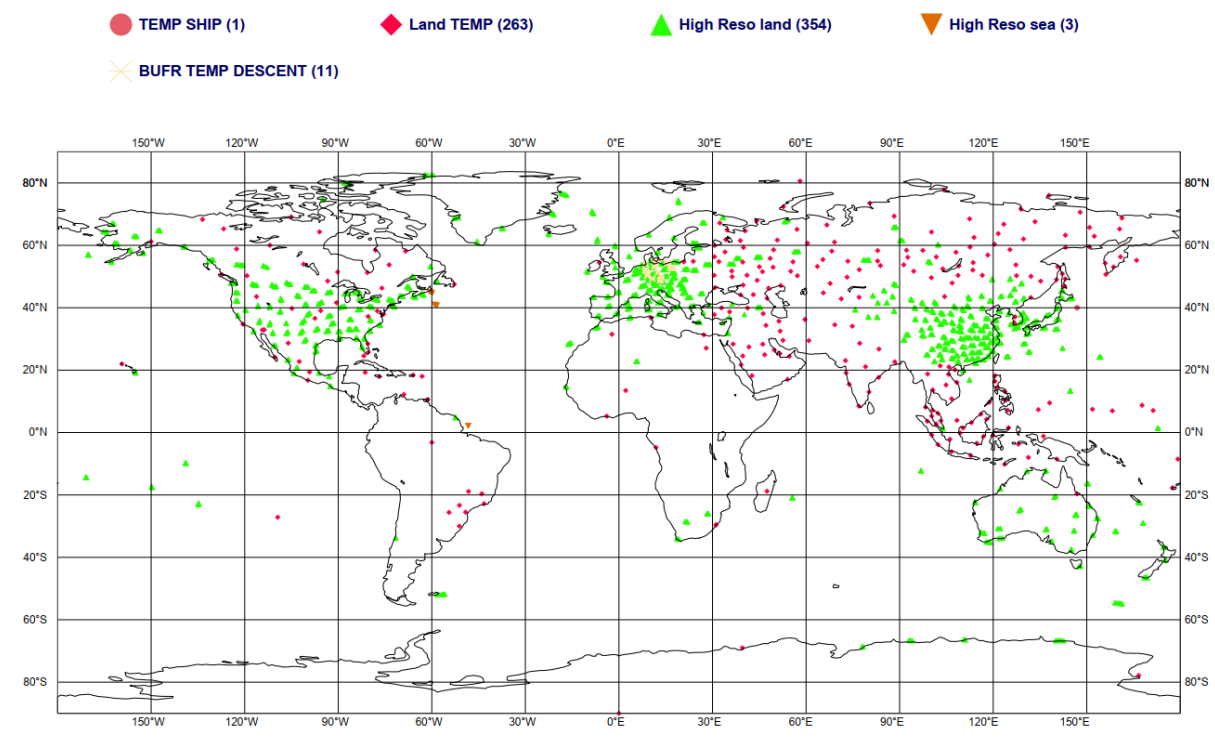 TEMP SHIP (1) Land TEMP (263) High Reso land (354) High Reso sea (3)
BUFR TEMP DESCENT (11)
150°W 120°W 90°W 60°W 30°W 0°E 30°E 60°E 90°E 120°E 150°E
80°N 80°N
60°N 60°N
40°N 40°N
20°N 20°N
0°N 0°N
20°S 20°S
40°S 40°S
60°S 60°S
80°S 80°S
150°W 120°W 90°W 60°W 30°W 0°E 30°E 60°E 90°E 120°E 150°E